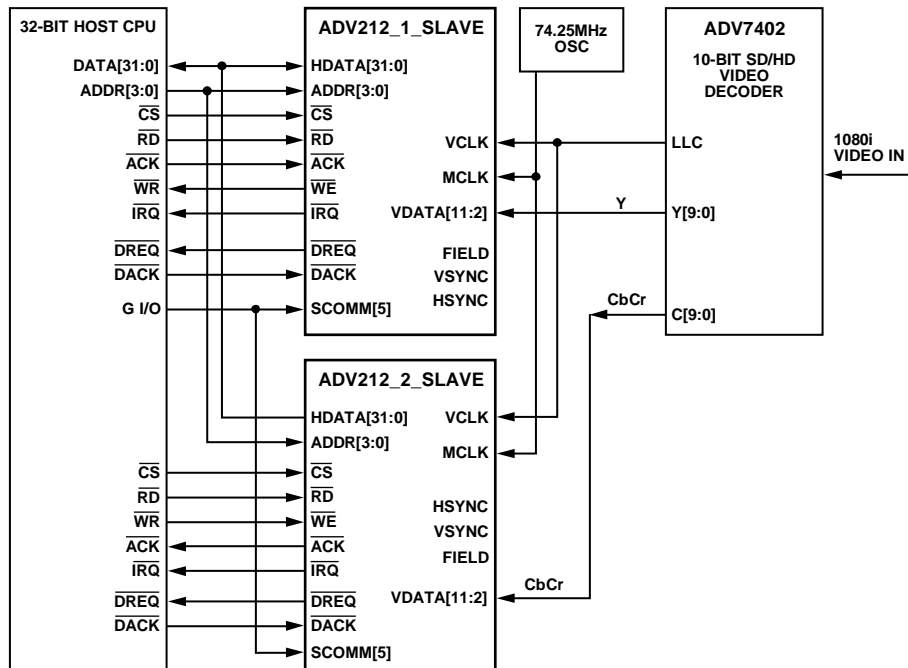 32-BIT HOST CPU
DATA[31:0]
ADDR[3:0]
CS
RD
ACK
WR
IRQ
DREQ
DACK
G I/O
CS
RD
WR
ACK
IRQ
DREQ
DACK
ADV212_1_SLAVE
HDATA[31:0]
ADDR[3:0]
CS
RD
ACK
WE
IRQ
DREQ
DACK
SCOMM[5]
VCLK
MCLK
VDATA[11:2]
FIELD
VSYNC
HSYNC
ADV212_2_SLAVE
HDATA[31:0]
ADDR[3:0]
CS
RD
WE
ACK
IRQ
DREQ
DACK
SCOMM[5]
VCLK
MCLK
HSYNC
VSYNC
FIELD
VDATA[11:2]
74.25MHz
OSC
Y
CbCr
CbCr
ADV7402
10-BIT SD/HD
VIDEO
DECODER
LLC
Y[9:0]
C[9:0]
1080i
VIDEO IN